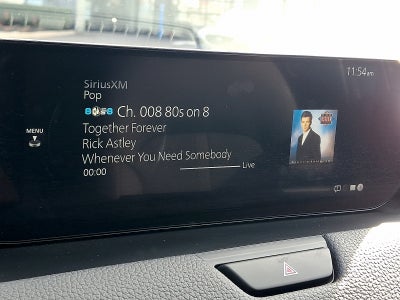 11:54am
SiriusXM
Pop
Ch. 008 80s on 8
MENU
Together Forever
Rick Astley
Whenever You Need Somebody
00:00
Live